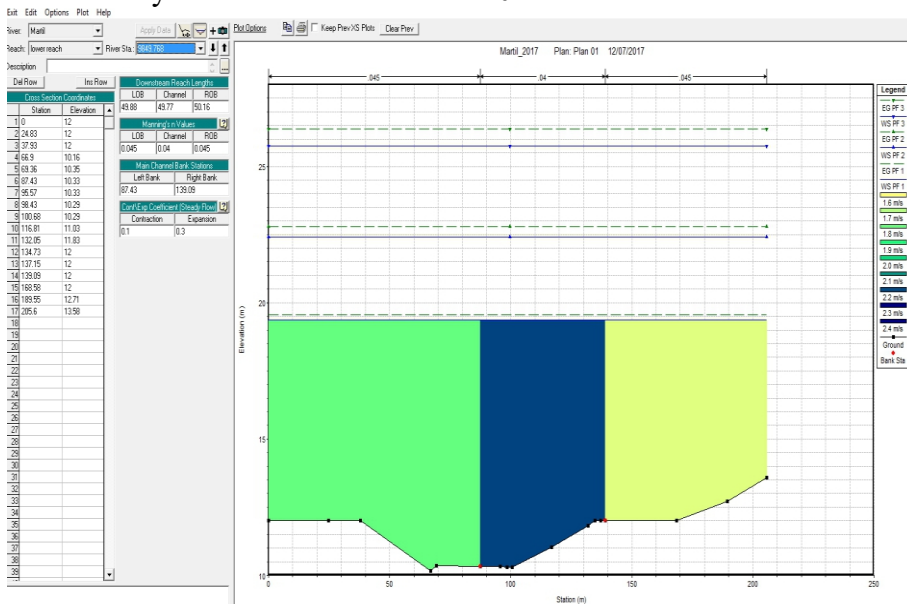 Exit Edit Options Plot Help
River: Martil Apply Data Plot Options Keep Prev XS Plots Clear Prev
Reach: lower reach River Sta.: 9849.768
Description
Del Row Ins Row
Cross Section Coordinates
Station Elevation
1 0 12
2 24.83 12
3 37.93 12
4 66.9 10.16
5 69.36 10.35
6 87.43 10.33
7 95.57 10.33
8 98.43 10.29
9 100.68 10.29
10 116.81 11.03
11 132.05 11.83
12 134.73 12
13 137.15 12
14 139.09 12
15 168.58 12
16 189.55 12.71
17 205.6 13.58
18
19
20
21
22
23
24
25
26
27
28
29
30
31
32
33
34
35
36
37
38
39
Downstream Reach Lengths
LOB Channel ROB
49.88 49.77 50.16
Manning's n Values
LOB Channel ROB
0.045 0.04 0.045
Main Channel Bank Stations
Left Bank Right Bank
87.43 139.09
Cont\Exp Coefficient (Steady Flow)
Contraction Expansion
0.1 0.3
Martil_2017 Plan: Plan 01 12/07/2017
.045 .04 .045
Elevation (m)
25
20
15
10
0 50 100 150 200 250
Station (m)
Legend
EG PF 3
WS PF 3
EG PF 2
WS PF 2
EG PF 1
WS PF 1
1.6 m/s
1.7 m/s
1.8 m/s
1.9 m/s
2.0 m/s
2.1 m/s
2.2 m/s
2.3 m/s
2.4 m/s
Ground
Bank Sta